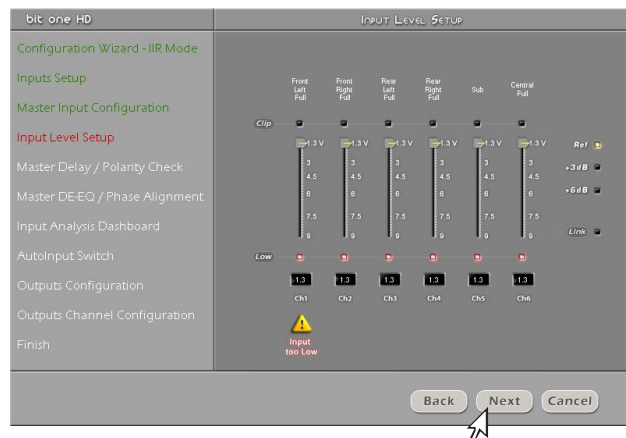 bit one HD
Input Level Setup
Configuration Wizard - IIR Mode
Inputs Setup
Master Input Configuration
Input Level Setup
Master Delay / Polarity Check
Master DE-EQ / Phase Alignment
Input Analysis Dashboard
AutoInput Switch
Outputs Configuration
Outputs Channel Configuration
Finish
Front Left Full
Front Right Full
Rear Left Full
Rear Right Full
Sub
Central Full
Clip
1.3 V 1.3 V 1.3 V 1.3 V 1.3 V 1.3 V
3 3 3 3 3 3
4.5 4.5 4.5 4.5 4.5 4.5
6 6 6 6 6 6
7.5 7.5 7.5 7.5 7.5 7.5
9 9 9 9 9 9
Ref
+3dB
+6dB
Link
Low
1.3 1.3 1.3 1.3 1.3 1.3
Ch1 Ch2 Ch3 Ch4 Ch5 Ch6
Input
too Low
Back Next Cancel